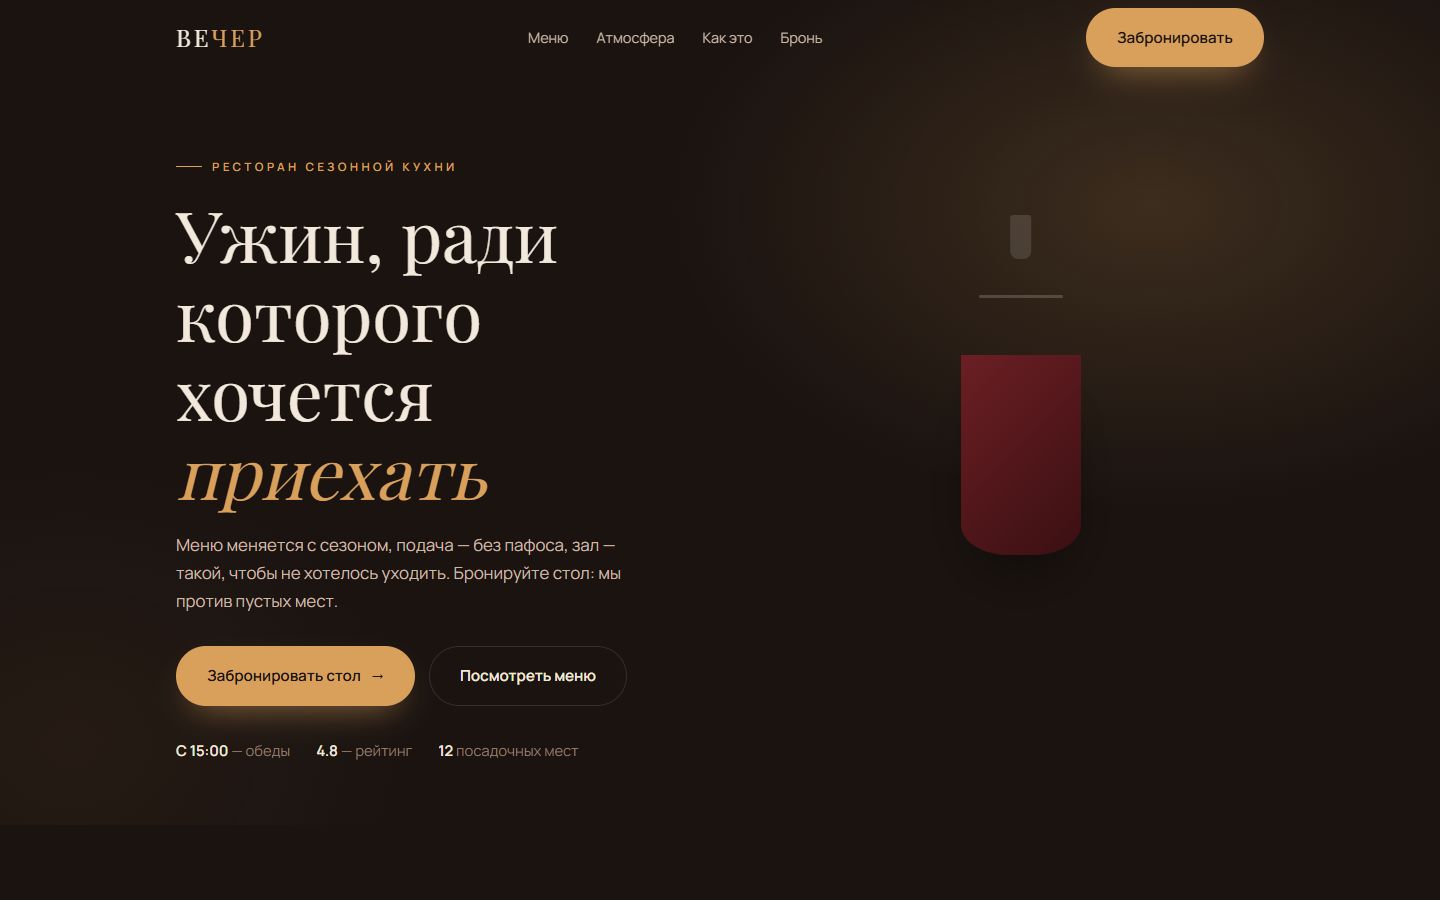 ВЕЧЕР
Меню
Атмосфера
Как это
Бронь
Забронировать
РЕСТОРАН СЕЗОННОЙ КУХНИ
Ужин, ради
которого
хочется
приехать
Меню меняется с сезоном, подача — без пафоса, зал —
такой, чтобы не хотелось уходить. Бронируйте стол: мы
против пустых мест.
Забронировать стол →
Посмотреть меню
С 15:00 — обеды
4.8 — рейтинг
12 посадочных мест